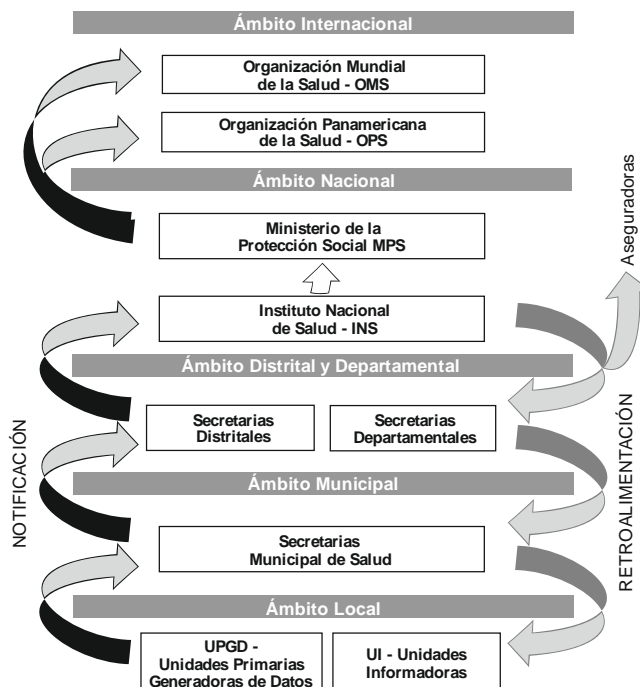 Ámbito Internacional
Organización Mundial
de la Salud - OMS
Organización Panamericana
de la Salud - OPS
Ámbito Nacional
Ministerio de la
Protección Social MPS
Aseguradoras
Instituto Nacional
de Salud - INS
Ámbito Distrital y Departamental
Secretarias
Distritales
Secretarias
Departamentales
NOTIFICACIÓN
RETROALIMENTACIÓN
Ámbito Municipal
Secretarias
Municipal de Salud
Ámbito Local
UPGD -
Unidades Primarias
Generadoras de Datos
UI - Unidades
Informadoras